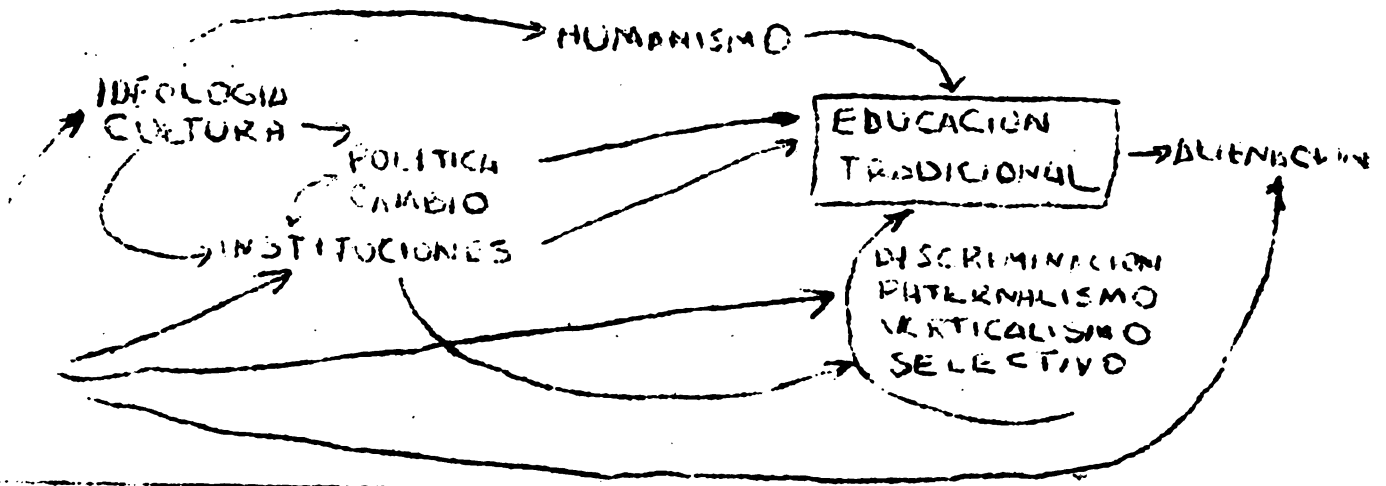 HUMANISMO
IDEOLOGIA
CULTURA
POLITICA
CAMBIO
INSTITUCIONES
EDUCACION
TRADICIONAL
ALIENACION
DISCRIMINACION
PATERNALISMO
VERTICALISMO
SELECTIVO